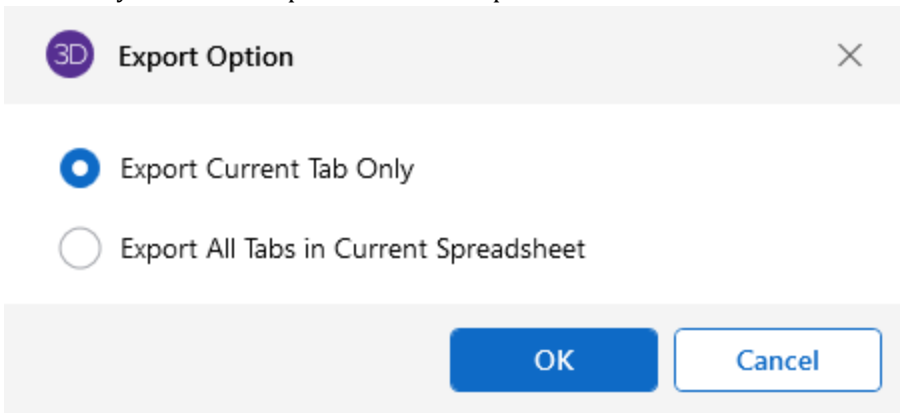 3D Export Option
Export Current Tab Only
Export All Tabs in Current Spreadsheet
OK Cancel